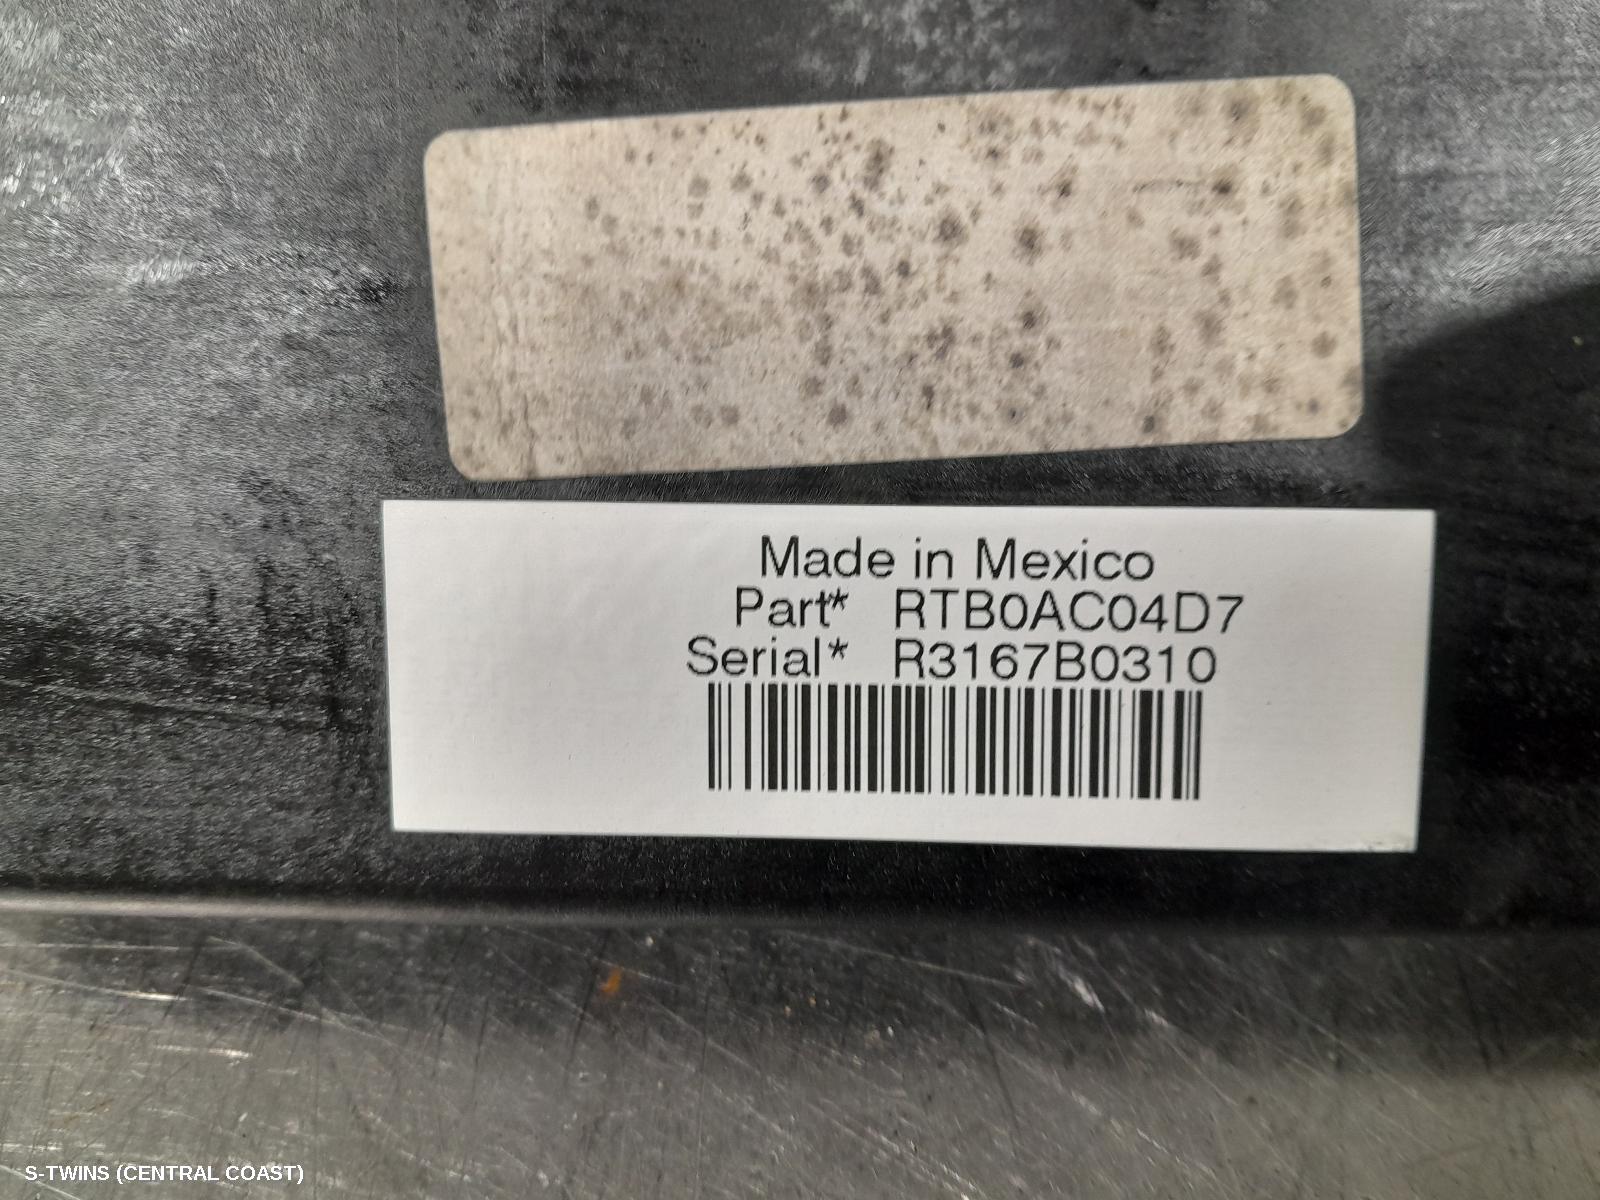 Made in Mexico
Part* RTB0AC04D7
Serial* R3167B0310
S-TWINS (CENTRAL COAST)